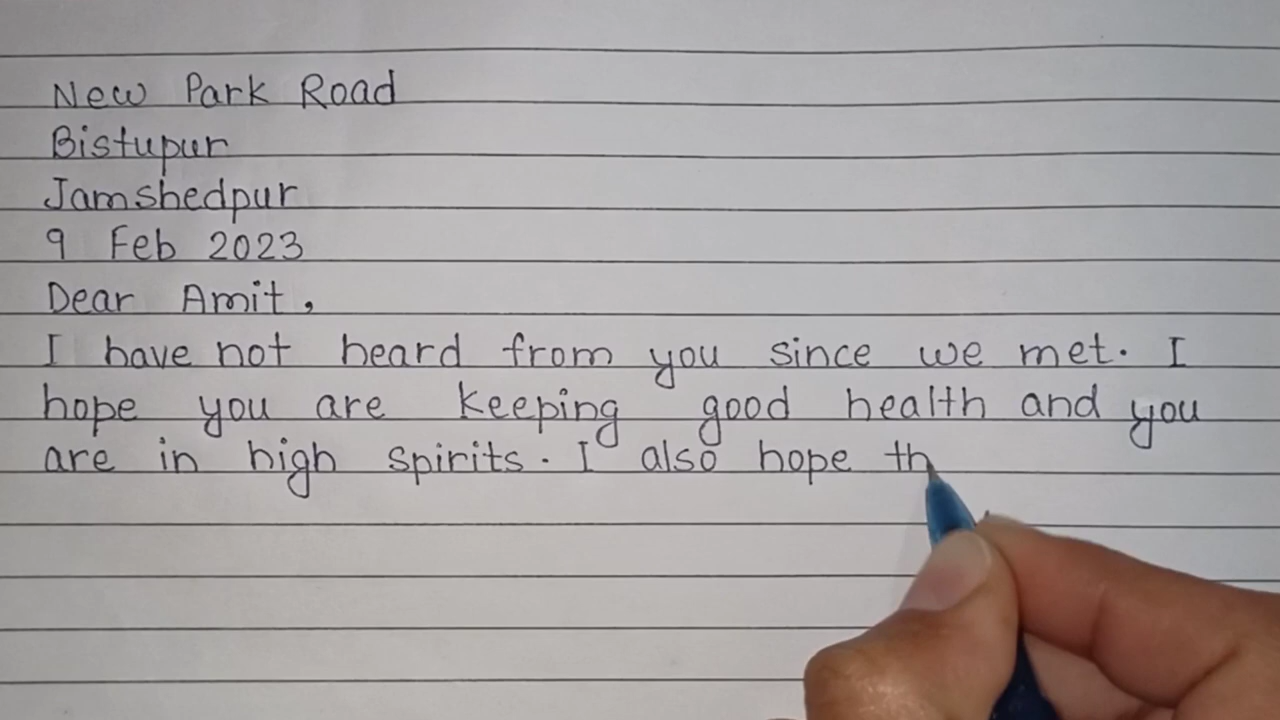 New Park Road
Bistupur
Jamshedpur
9 Feb 2023
Dear Amit,
I have not heard from you since we met. I
hope you are keeping good health and you
are in high spirits. I also hope th